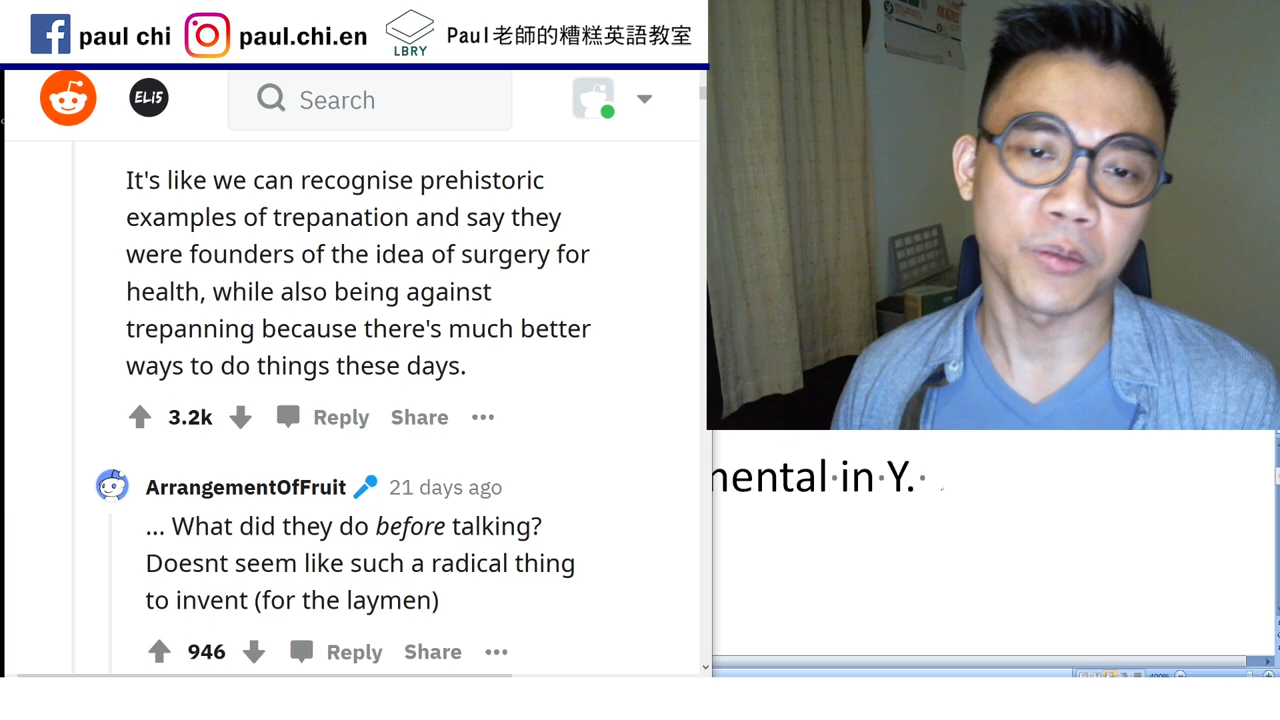 paul chi paul.chi.en LBRY Paul老師的糟糕英語教室
ELI5 Search
It's like we can recognise prehistoric
examples of trepanation and say they
were founders of the idea of surgery for
health, while also being against
trepanning because there's much better
ways to do things these days.
3.2k Reply Share
ArrangementOfFruit 21 days ago
... What did they do before talking?
Doesnt seem like such a radical thing
to invent (for the laymen)
946 Reply Share
mental in Y.
400%